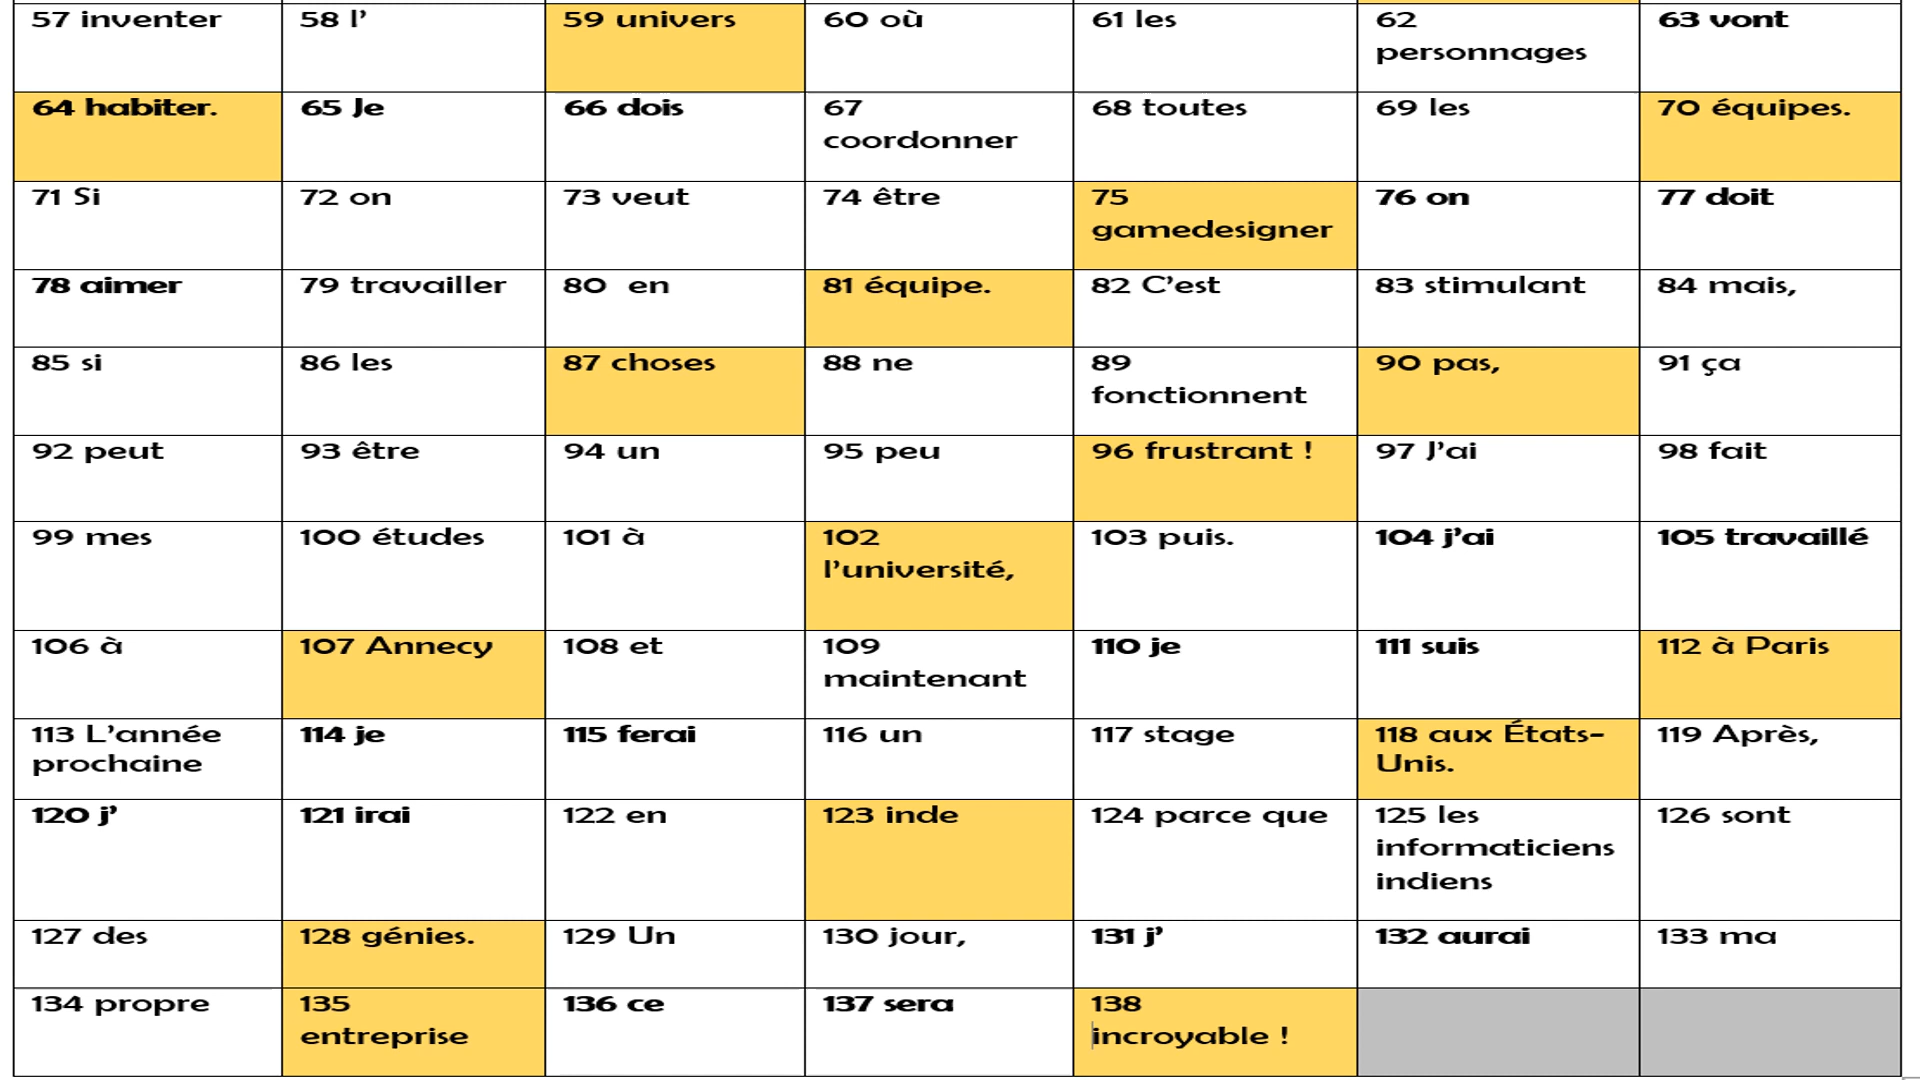 57 inventer
58 l’
59 univers
60 où
61 les
62
personnages
63 vont
64 habiter.
65 Je
66 dois
67
coordonner
68 toutes
69 les
70 équipes.
71 Si
72 on
73 veut
74 être
75
gamedesigner
76 on
77 doit
78 aimer
79 travailler
80 en
81 équipe.
82 C’est
83 stimulant
84 mais,
85 si
86 les
87 choses
88 ne
89
fonctionnent
90 pas,
91 ça
92 peut
93 être
94 un
95 peu
96 frustrant !
97 J’ai
98 fait
99 mes
100 études
101 à
102
l’université,
103 puis.
104 j’ai
105 travaillé
106 à
107 Annecy
108 et
109
maintenant
110 je
111 suis
112 à Paris
113 L’année
prochaine
114 je
115 ferai
116 un
117 stage
118 aux États-
Unis.
119 Après,
120 j’
121 irai
122 en
123 inde
124 parce que
125 les
informaticiens
indiens
126 sont
127 des
128 génies.
129 Un
130 jour,
131 j’
132 aurai
133 ma
134 propre
135
entreprise
136 ce
137 sera
138
incroyable !